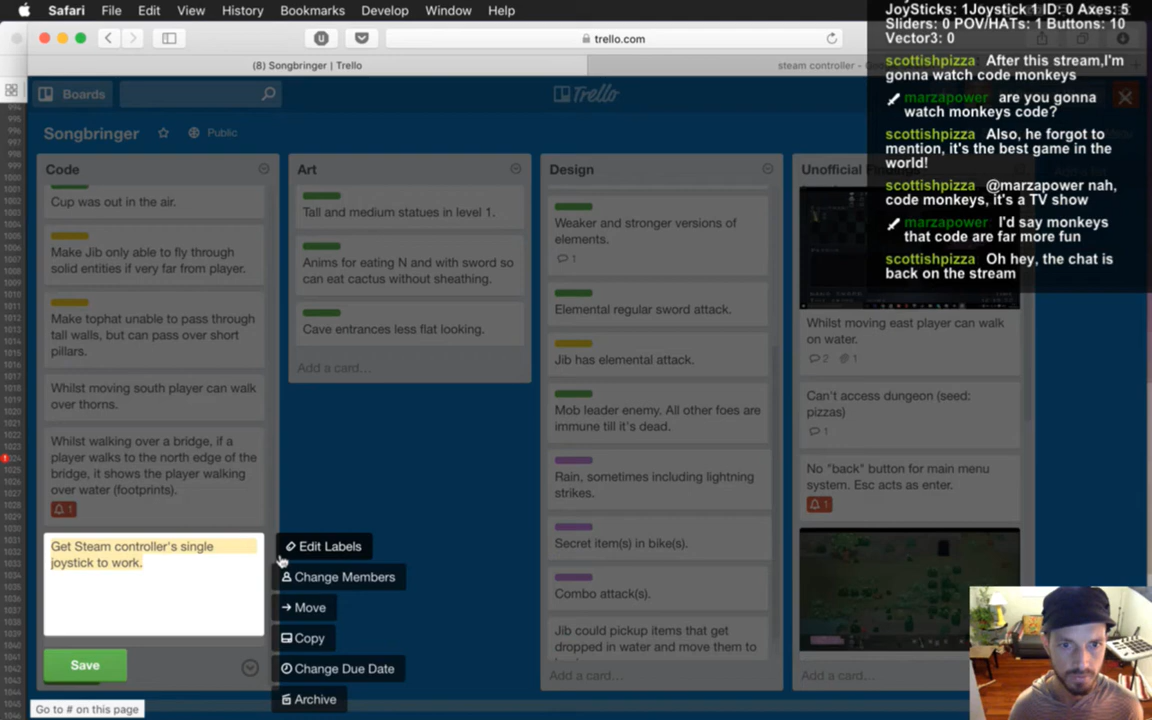 Safari File Edit View History Bookmarks Develop Window Help
trello.com
(8) Songbringer | Trello
steam controller - Go
Boards
Trello
Songbringer
Public
Code
Cup was out in the air.
Make Jib only able to fly through
solid entities if very far from player.
Make tophat unable to pass through
tall walls, but can pass over short
pillars.
Whilst moving south player can walk
over thorns.
Whilst walking over a bridge, if a
player walks to the north edge of the
bridge, it shows the player walking
over water (footprints).
1
Get Steam controller's single
joystick to work.
Save
Edit Labels
Change Members
Move
Copy
Change Due Date
Archive
Go to # on this page
Art
Tall and medium statues in level 1.
Anims for eating N and with sword so
can eat cactus without sheathing.
Cave entrances less flat looking.
Add a card…
Design
Weaker and stronger versions of
elements.
1
Elemental regular sword attack.
Jib has elemental attack.
Mob leader enemy. All other foes are
immune till it's dead.
Rain, sometimes including lightning
strikes.
Secret item(s) in bike(s).
Combo attack(s).
Jib could pickup items that get
dropped in water and move them to
Add a card…
Unofficial Findings
Whilst moving east player can walk
on water.
2 1
Can't access dungeon (seed:
pizzas)
1
No "back" button for main menu
system. Esc acts as enter.
1
Add a card…
JoySticks: 1Joystick 1 ID: 0 Axes: 5
Sliders: 0 POV/HATs: 1 Buttons: 10
Vector3: 0
scottishpizza After this stream,I'm
gonna watch code monkeys
marzapower are you gonna
watch monkeys code?
scottishpizza Also, he forgot to
mention, it's the best game in the
world!
scottishpizza @marzapower nah,
code monkeys, it's a TV show
marzapower I'd say monkeys
that code are far more fun
scottishpizza Oh hey, the chat is
back on the stream